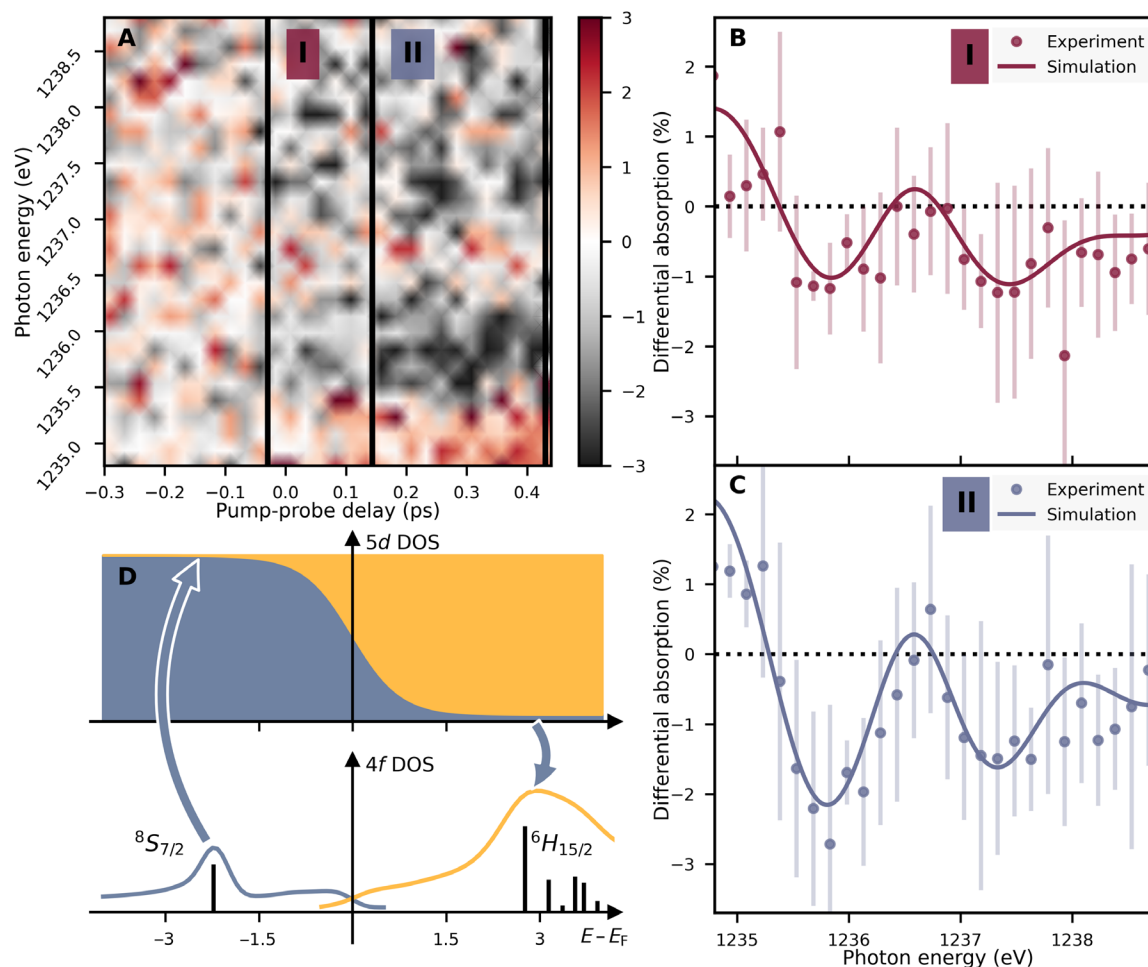 A
I
II
Photon energy (eV)
1238.5
1238.0
1237.5
1237.0
1236.5
1236.0
1235.5
1235.0
−0.3
−0.2
−0.1
0.0
0.1
0.2
0.3
0.4
Pump-probe delay (ps)
3
2
1
0
−1
−2
−3
B
I
Experiment
Simulation
Differential absorption (%)
2
1
0
−1
−2
−3
C
II
Experiment
Simulation
Differential absorption (%)
2
1
0
−1
−2
−3
1235
1236
1237
1238
Photon energy (eV)
D
5d DOS
4f DOS
⁸S₇/₂
⁶H₁₅/₂
−3
−1.5
1.5
3
E – E_F